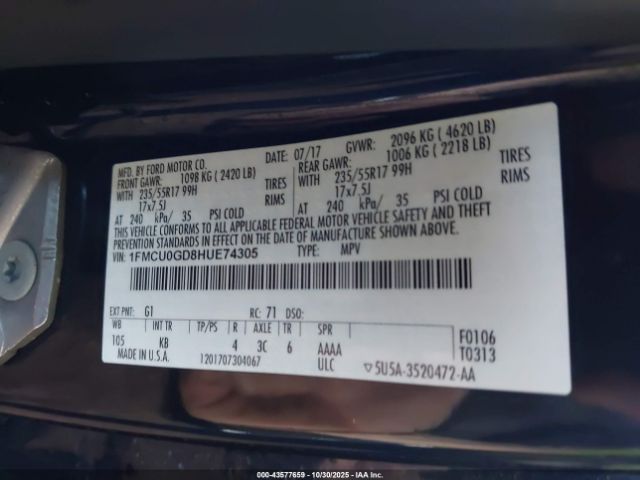 MFD. BY FORD MOTOR CO. DATE: 07/17 GVWR: 2096 KG ( 4620 LB)
FRONT GAWR: 1098 KG ( 2420 LB) REAR GAWR: 1006 KG ( 2218 LB)
WITH 235/55R17 99H TIRES WITH 235/55R17 99H TIRES
17x7.5J RIMS 17x7.5J RIMS
AT 240 kPa/ 35 PSI COLD AT 240 kPa/ 35 PSI COLD
THIS VEHICLE CONFORMS TO ALL APPLICABLE FEDERAL MOTOR VEHICLE SAFETY AND THEFT
PREVENTION STANDARDS IN EFFECT ON THE DATE OF MANUFACTURE SHOWN ABOVE.
VIN: 1FMCU0GD8HUE74305 TYPE: MPV
EXT PNT: G1 RC: 71 DSO:
WB INT TR TP/PS R AXLE TR SPR
105 KB 4 3C 6 AAAA F0106
MADE IN U.S.A. 1201707304067 ULC T0313
▽5U5A-3520472-AA
000-43577659 - 10/30/2025 - IAA Inc.